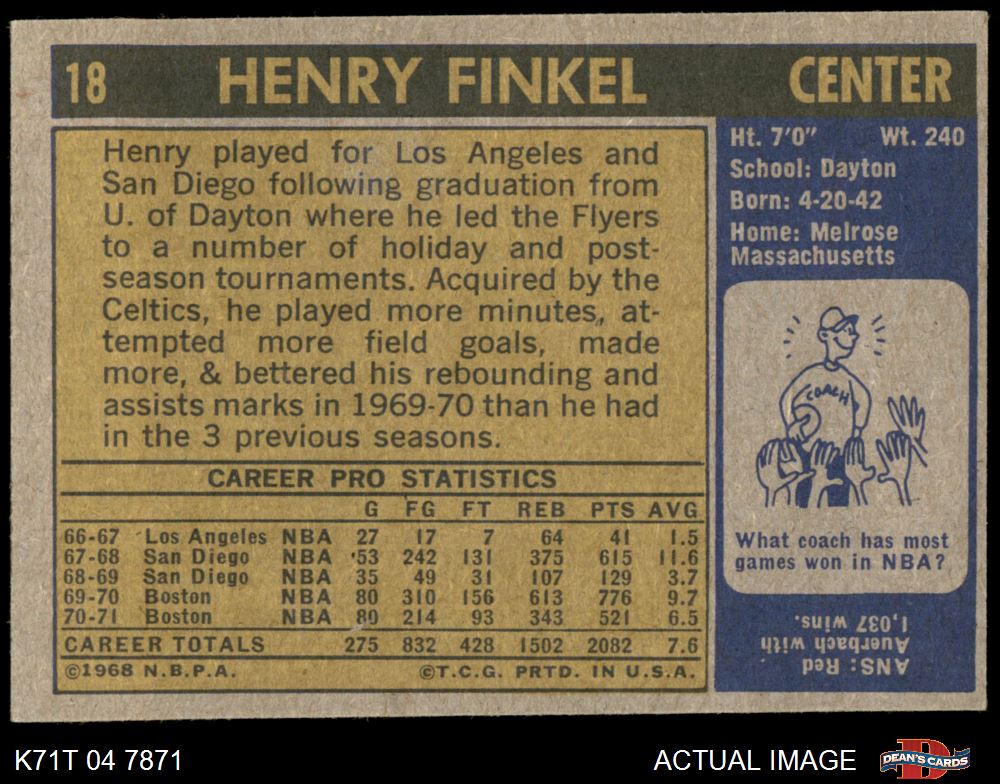 18 HENRY FINKEL CENTER
Henry played for Los Angeles and
San Diego following graduation from
U. of Dayton where he led the Flyers
to a number of holiday and post-
season tournaments. Acquired by the
Celtics, he played more minutes, at-
tempted more field goals, made
more, & bettered his rebounding and
assists marks in 1969-70 than he had
in the 3 previous seasons.
CAREER PRO STATISTICS
G FG FT REB PTS AVG
66-67 Los Angeles NBA 27 17 7 64 41 1.5
67-68 San Diego NBA 53 242 131 375 615 11.6
68-69 San Diego NBA 35 49 31 107 129 3.7
69-70 Boston NBA 80 310 156 613 776 9.7
70-71 Boston NBA 80 214 93 343 521 6.5
CAREER TOTALS 275 832 428 1502 2082 7.6
©1968 N.B.P.A. ©T.C.G. PRTD. IN U.S.A.
Ht. 7'0" Wt. 240
School: Dayton
Born: 4-20-42
Home: Melrose
Massachusetts
COACH
What coach has most
games won in NBA?
ANS: Red
Auerbach with
1,037 wins.
K71T 04 7871
ACTUAL IMAGE
D
DEAN'S CARDS